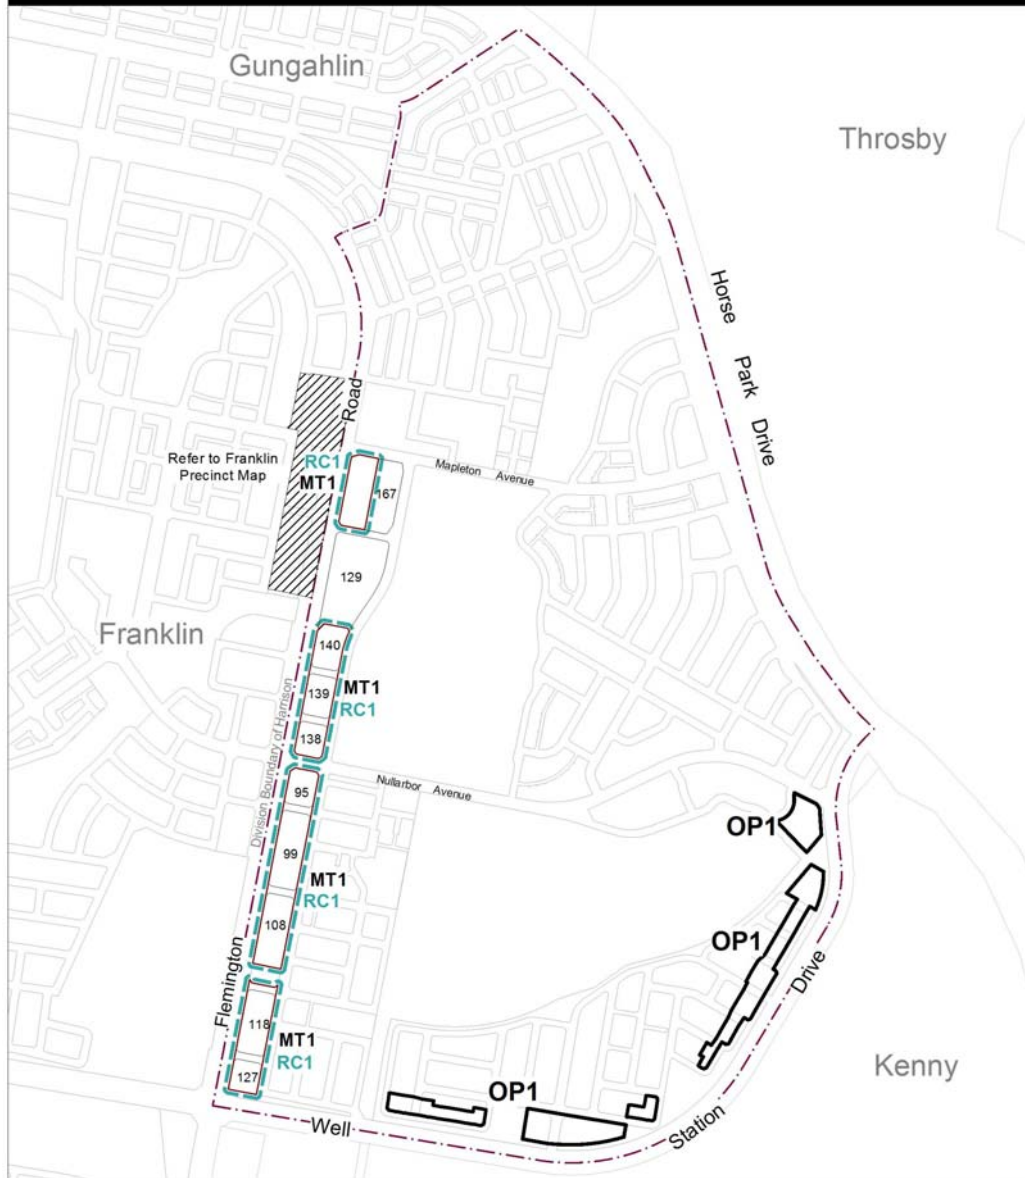 Gungahlin
Throsby
Horse Park Drive
Road
Refer to Franklin
Precinct Map
RC1
MT1
167
Mapleton Avenue
129
Franklin
140
139
MT1
RC1
138
Division Boundary of Harrison
95
Nullarbor Avenue
OP1
99
MT1
RC1
108
OP1
Flemington
Drive
118
MT1
RC1
127
Kenny
OP1
Well
Station